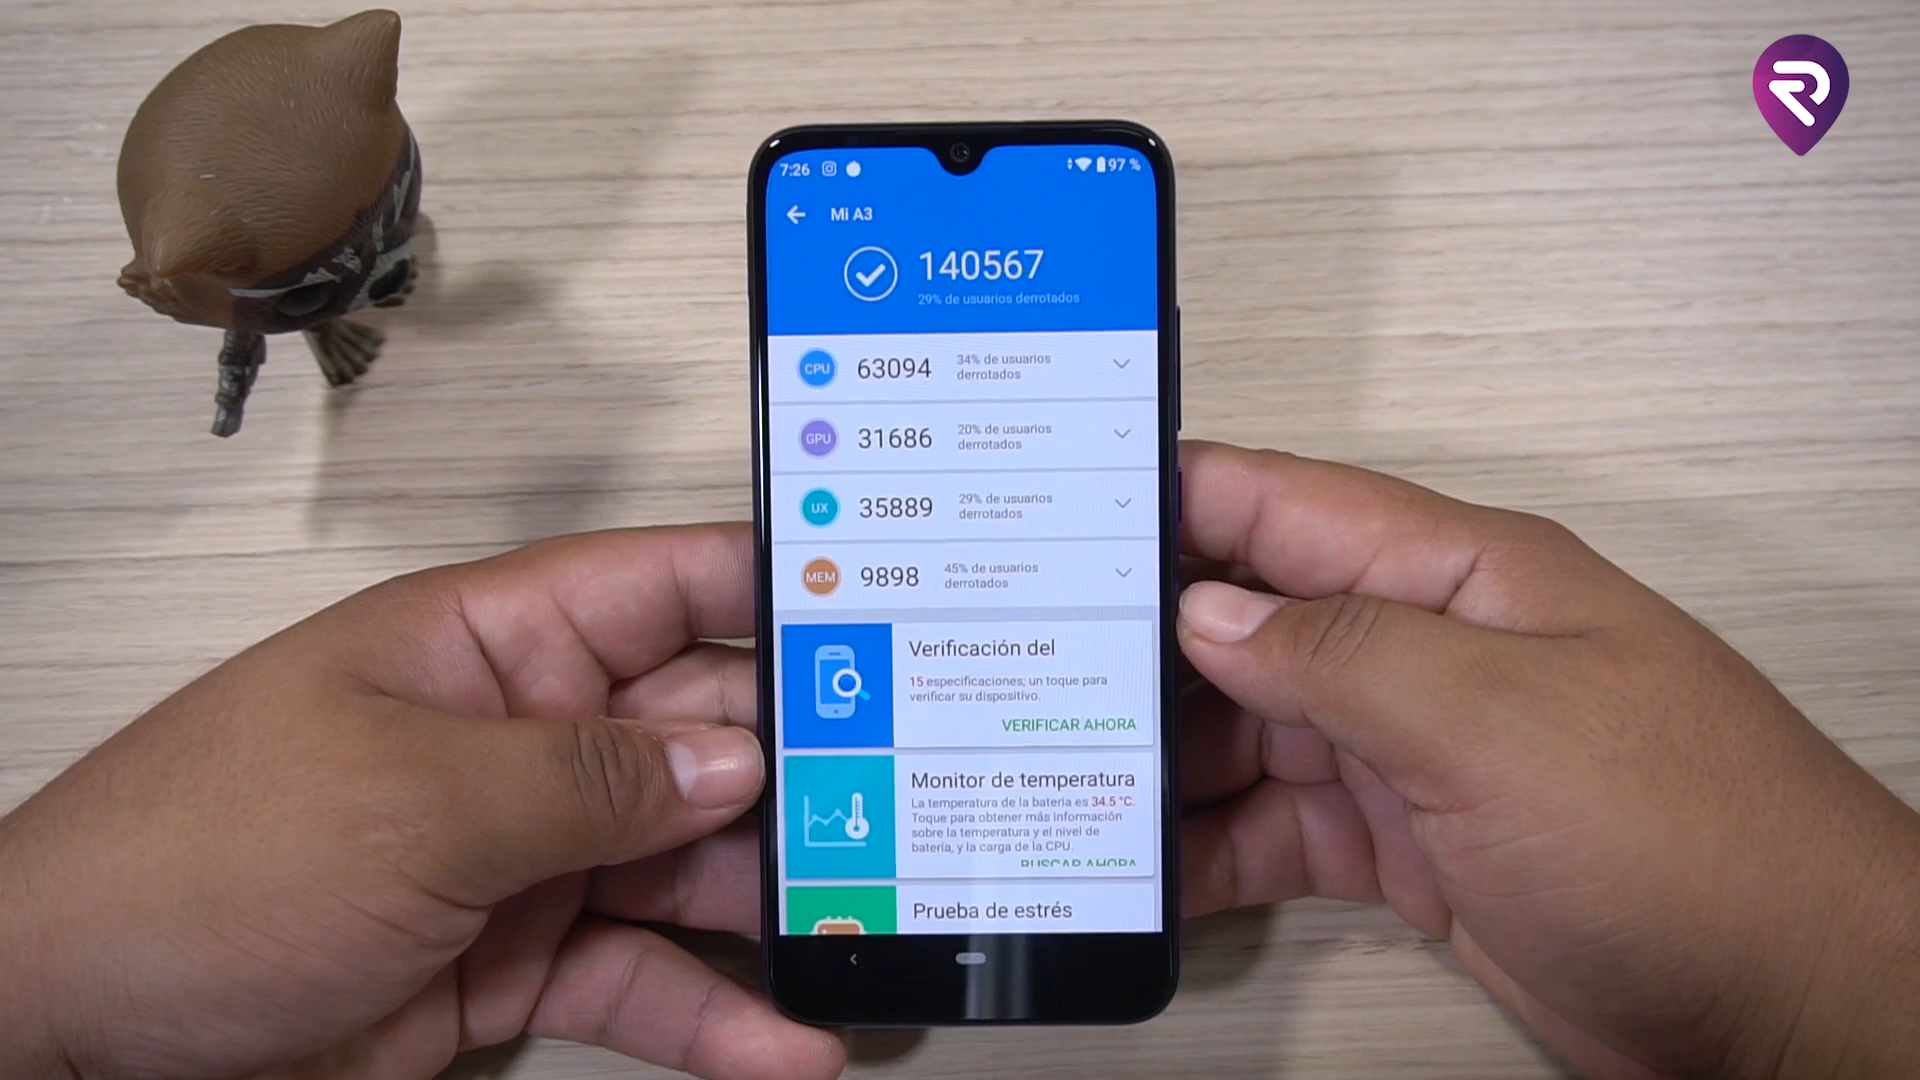 7:26
97 %
Mi A3
140567
29% de usuarios derrotados
CPU
63094
34% de usuarios
derrotados
GPU
31686
20% de usuarios
derrotados
UX
35889
29% de usuarios
derrotados
MEM
9898
45% de usuarios
derrotados
Verificación del
15 especificaciones; un toque para
verificar su dispositivo.
VERIFICAR AHORA
Monitor de temperatura
La temperatura de la batería es 34.5 °C.
Toque para obtener más información
sobre la temperatura y el nivel de
batería, y la carga de la CPU.
BUSCAR AHORA
Prueba de estrés